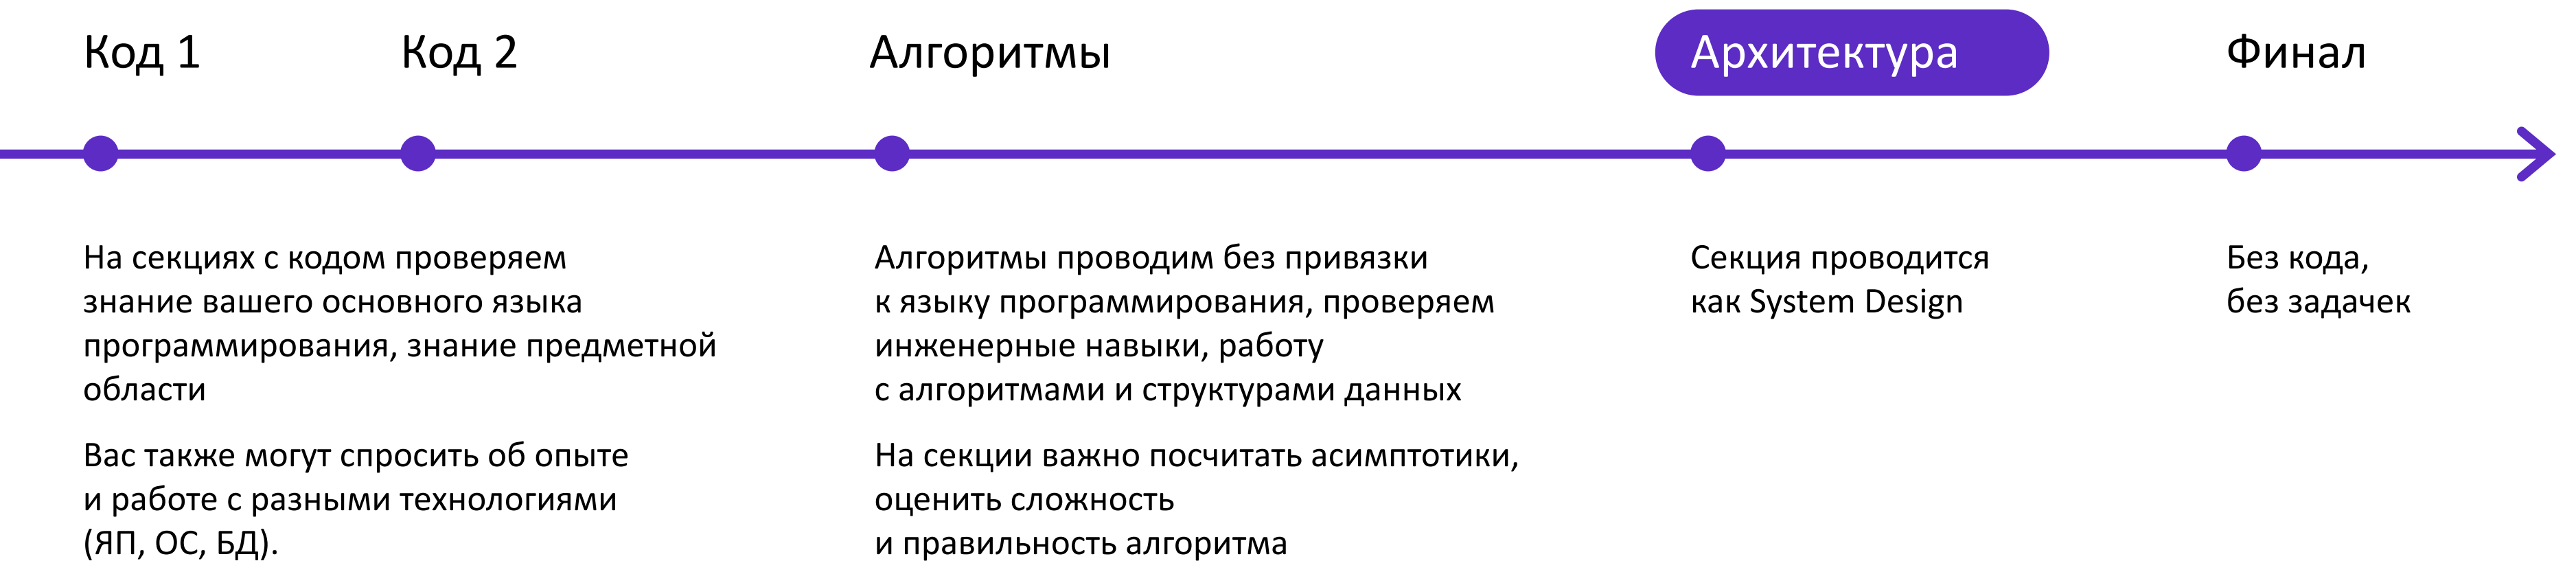 Код 1
Код 2
Алгоритмы
Архитектура
Финал
На секциях с кодом проверяем
знание вашего основного языка
программирования, знание предметной
области
Вас также могут спросить об опыте
и работе с разными технологиями
(ЯП, ОС, БД).
Алгоритмы проводим без привязки
к языку программирования, проверяем
инженерные навыки, работу
с алгоритмами и структурами данных
На секции важно посчитать асимптотики,
оценить сложность
и правильность алгоритма
Секция проводится
как System Design
Без кода,
без задачек